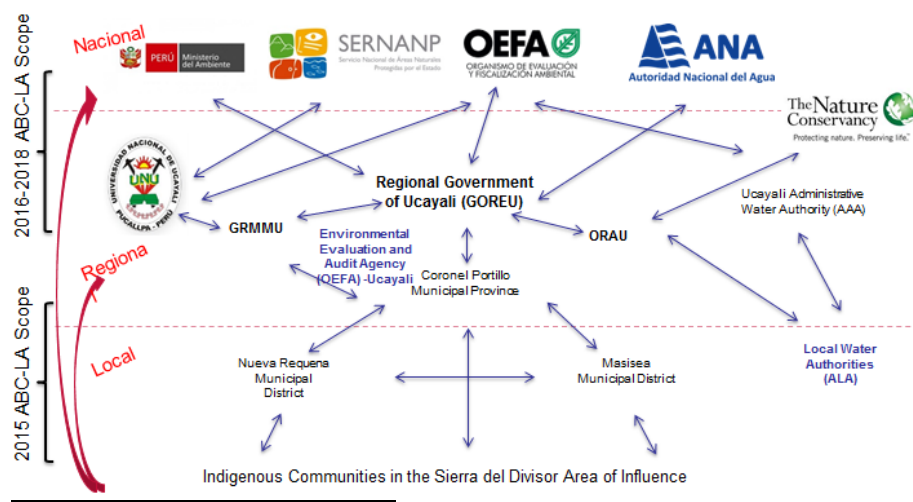 Nacional
PERÚ
Ministerio
del Ambiente
SERNANP
Servicio Nacional de Áreas Naturales
Protegidas por el Estado
OEFA
ORGANISMO DE EVALUACIÓN
Y FISCALIZACIÓN AMBIENTAL
ANA
Autoridad Nacional del Agua
2016-2018 ABC-LA Scope
The Nature
Conservancy
Protecting nature. Preserving life.™
UNIVERSIDAD NACIONAL DE UCAYALI
UNU
PUCALLPA - PERÚ
Regional Government
of Ucayali (GOREU)
Ucayali Administrative
Water Authority (AAA)
GRMMU
ORAU
Environmental
Evaluation and
Audit Agency
(OEFA) -Ucayali
Regiona
l
Coronel Portillo
Municipal Province
2015 ABC-LA Scope
Local
Nueva Requena
Municipal
District
Masisea
Municipal District
Local Water
Authorities
(ALA)
Indigenous Communities in the Sierra del Divisor Area of Influence